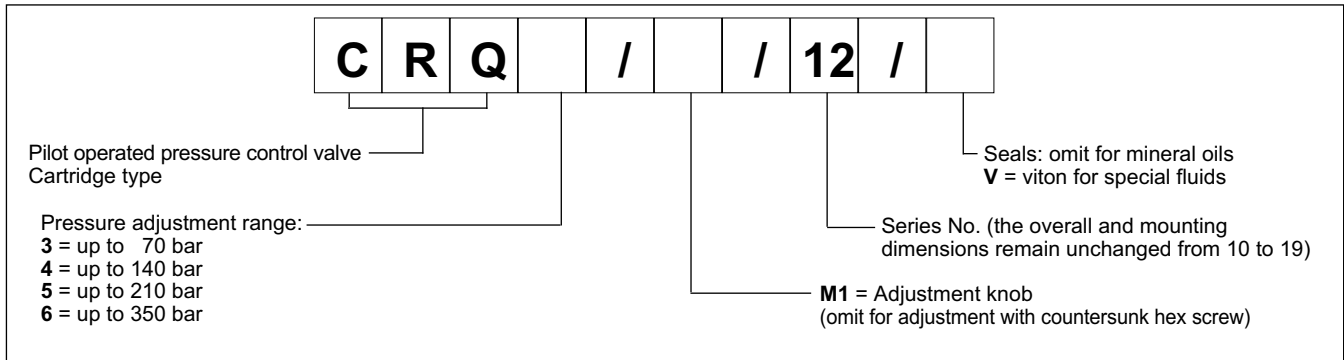 C R Q / / 12 /
Pilot operated pressure control valve
Cartridge type
Pressure adjustment range:
3 = up to 70 bar
4 = up to 140 bar
5 = up to 210 bar
6 = up to 350 bar
Seals: omit for mineral oils
V = viton for special fluids
Series No. (the overall and mounting
dimensions remain unchanged from 10 to 19)
M1 = Adjustment knob
(omit for adjustment with countersunk hex screw)